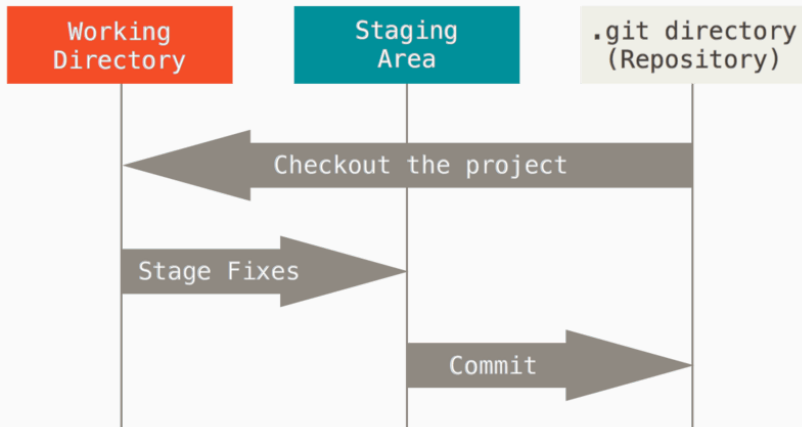 Working
Directory
Staging
Area
.git directory
(Repository)
Checkout the project
Stage Fixes
Commit